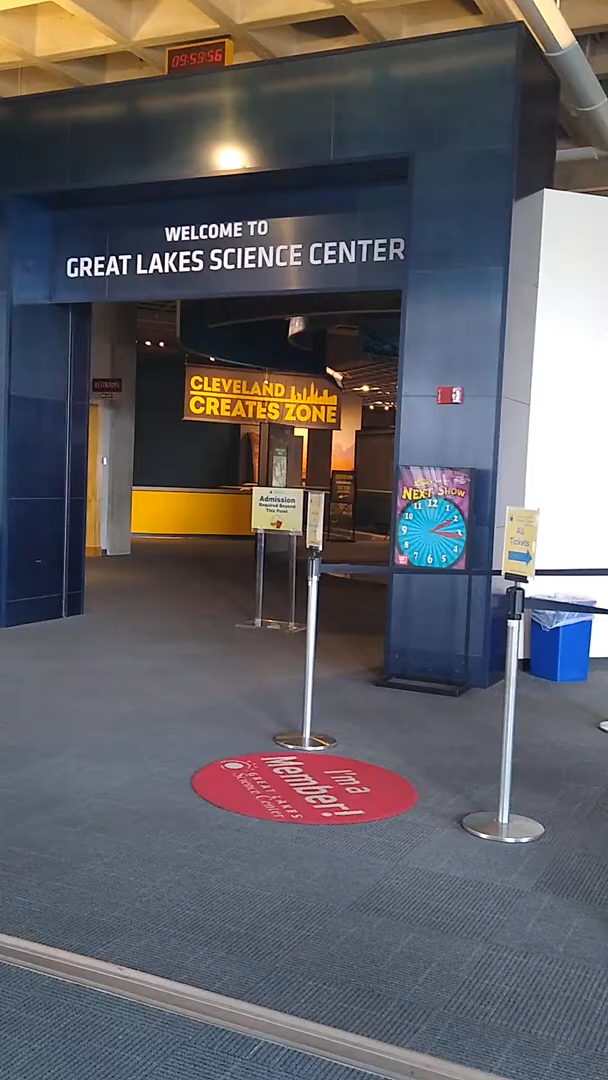 09:59:56
WELCOME TO
GREAT LAKES SCIENCE CENTER
RESTROOMS
CLEVELAND
CREATES ZONE
Admission
Required Beyond
This Point
NEXT SHOW
11 12 1
10 2
9 3
8 4
7 6 5
All
Tickets
I'm a
Member!
GREAT LAKES
Science Center